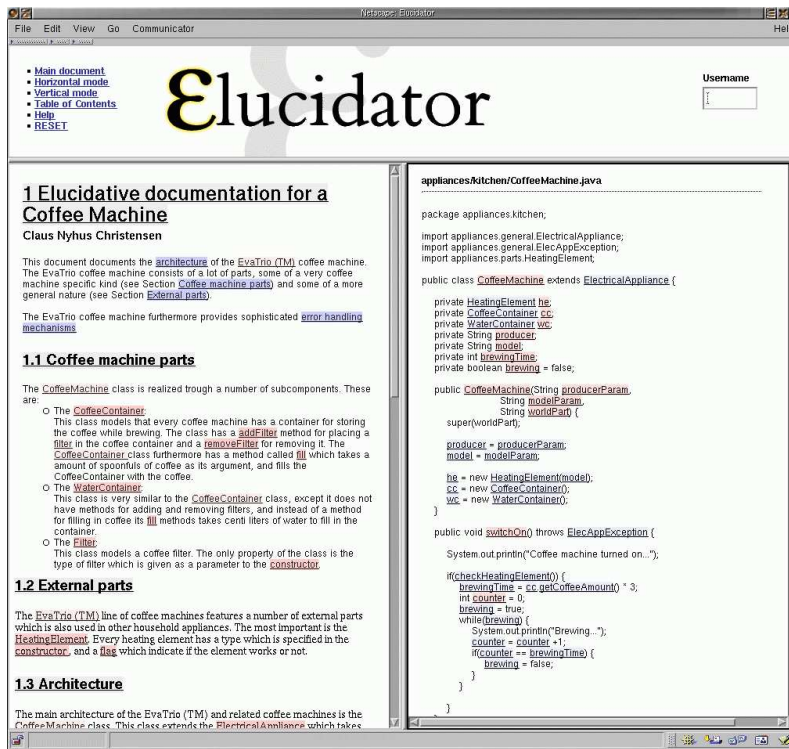 Netscape: Elucidator
File Edit View Go Communicator Hel
Main document
Horizontal mode
Vertical mode
Table of Contents
Help
RESET
Elucidator
Username
1 Elucidative documentation for a
Coffee Machine
Claus Nyhus Christensen
This document documents the architecture of the EvaTrio (TM) coffee machine.
The EvaTrio coffee machine consists of a lot of parts, some of a very coffee
machine specific kind (see Section Coffee machine parts) and some of a more
general nature (see Section External parts).
The EvaTrio coffee machine furthermore provides sophisticated error handling
mechanisms
1.1 Coffee machine parts
The CoffeeMachine class is realized trough a number of subcomponents. These
are:
The CoffeeContainer:
This class models that every coffee machine has a container for storing
the coffee while brewing. The class has a addFilter method for placing a
filter in the coffee container and a removeFilter for removing it. The
CoffeeContainer class furthermore has a method called fill which takes a
amount of spoonfuls of coffee as its argument, and fills the
CoffeeContainer with the coffee.
The WaterContainer:
This class is very similar to the CoffeeContainer class, except it does not
have methods for adding and removing filters, and instead of a method
for filling in coffee its fill methods takes centi liters of water to fill in the
container.
The Filter:
This class models a coffee filter. The only property of the class is the
type of filter which is given as a parameter to the constructor.
1.2 External parts
The EvaTrio (TM) line of coffee machines features a number of external parts
which is also used in other household appliances. The most important is the
HeatingElement. Every heating element has a type which is specified in the
constructor, and a flag which indicate if the element works or not.
1.3 Architecture
The main architecture of the EvaTrio (TM) and related coffee machines is the
CoffeeMachine class. This class extends the ElectricalAppliance which takes
appliances/kitchen/CoffeeMachine.java
package appliances.kitchen;
import appliances.general.ElectricalAppliance;
import appliances.general.ElecAppException;
import appliances.parts.HeatingElement;
public class CoffeeMachine extends ElectricalAppliance {
private HeatingElement he;
private CoffeeContainer cc;
private WaterContainer wc;
private String producer;
private String model;
private int brewingTime;
private boolean brewing = false;
public CoffeeMachine(String producerParam,
String modelParam,
String worldPart) {
super(worldPart);
producer = producerParam;
model = modelParam;
he = new HeatingElement(model);
cc = new CoffeeContainer();
wc = new WaterContainer();
}
public void switchOn() throws ElecAppException {
System.out.println("Coffee machine turned on...");
if(checkHeatingElement()) {
brewingTime = cc.getCoffeeAmount() * 3;
int counter = 0;
brewing = true;
while(brewing) {
System.out.println("Brewing...");
counter = counter +1;
if(counter == brewingTime) {
brewing = false;
}
}
}